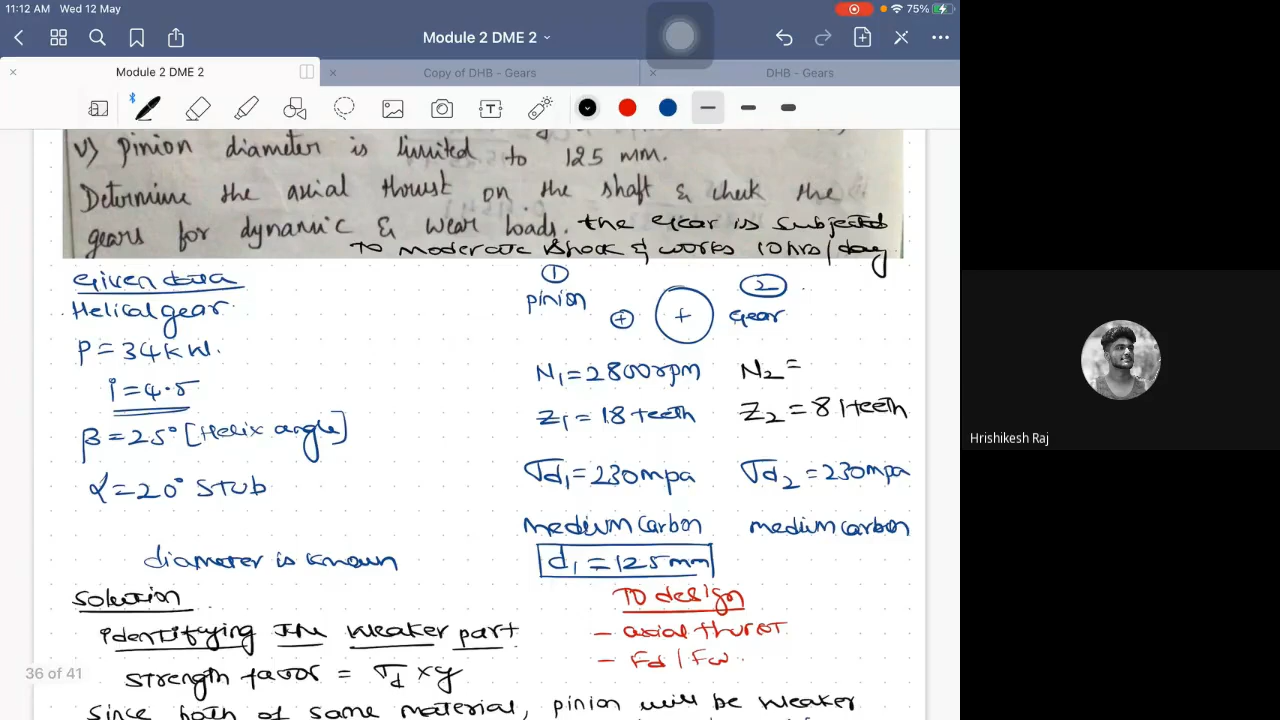 11:12 AM Wed 12 May
75%
Module 2 DME 2
Module 2 DME 2
Copy of DHB - Gears
DHB - Gears
v) pinion diameter is limited to 125 mm.
Determine the axial thrust on the shaft & check the
gears for dynamic & wear loads. the gear is subjected
to moderate shock & works 10 hrs/day
Given data
Helical gear.
P = 34 kW.
i = 4.5
β = 25° [Helix angle]
α = 20° Stub
diameter is known
①
pinion
②
gear
N1 = 2800 rpm
N2 =
Z1 = 18 teeth
Z2 = 81 teeth
σd1 = 230 mpa
σd2 = 230 mpa
medium carbon
medium carbon
d1 = 125 mm
Solution
Identifying the weaker part
Strength factor = σd × y
Since both of same material, pinion will be weaker
To design
- axial thurst
- Fd / Fw.
36 of 41
Hrishikesh Raj